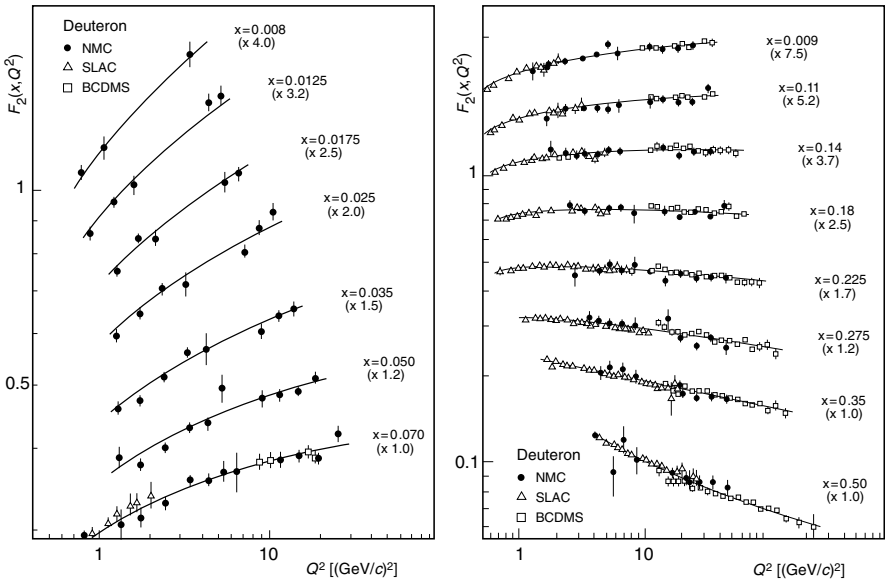 Deuteron
NMC
SLAC
BCDMS
F₂(x,Q²)
x=0.008
(x 4.0)
x=0.0125
(x 3.2)
x=0.0175
(x 2.5)
x=0.025
(x 2.0)
x=0.035
(x 1.5)
x=0.050
(x 1.2)
x=0.070
(x 1.0)
1
0.5
1
10
Q² [(GeV/c)²]
F₂(x,Q²)
x=0.009
(x 7.5)
x=0.11
(x 5.2)
x=0.14
(x 3.7)
x=0.18
(x 2.5)
x=0.225
(x 1.7)
x=0.275
(x 1.2)
x=0.35
(x 1.0)
x=0.50
(x 1.0)
1
0.1
Deuteron
NMC
SLAC
BCDMS
1
10
Q² [(GeV/c)²]